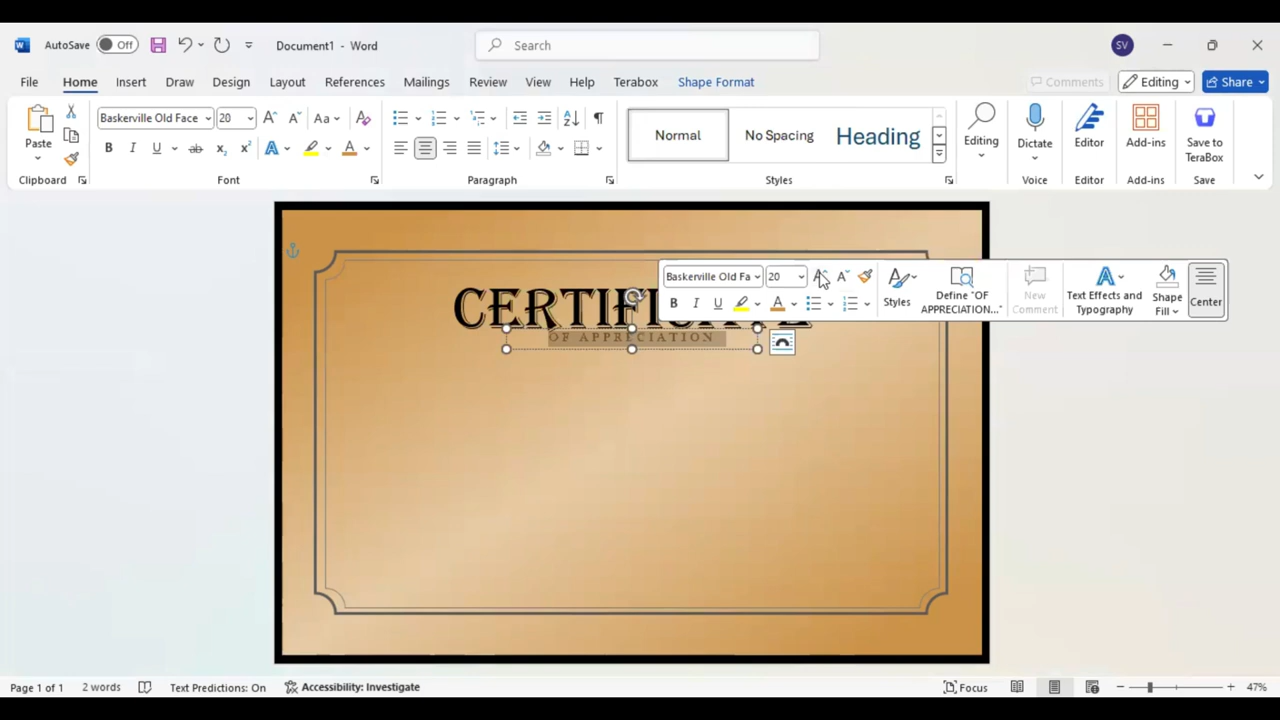 AutoSave Off Document1 - Word Search SV
File Home Insert Draw Design Layout References Mailings Review View Help Terabox Shape Format Comments Editing Share
Baskerville Old Face 20 Aa Normal No Spacing Heading
Paste B I U ab x₂ x² A A Editing Dictate Editor Add-ins Save to TeraBox
Clipboard Font Paragraph Styles Voice Editor Add-ins Save
Baskerville Old Fa 20 Styles Define "OF APPRECIATION..." New Comment Text Effects and Typography Shape Fill Center
B I U A
OF APPRECIATION
Page 1 of 1 2 words Text Predictions: On Accessibility: Investigate Focus 47%